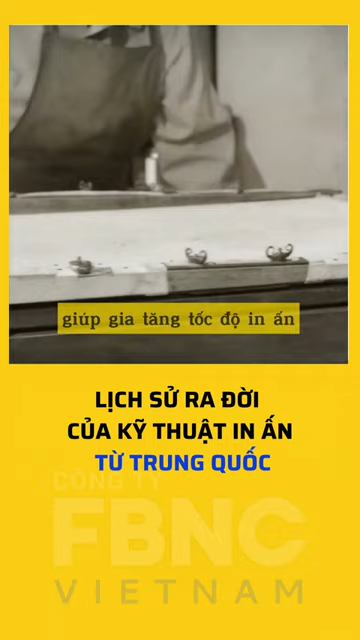 giúp gia tăng tốc độ in ấn
LỊCH SỬ RA ĐỜI
CỦA KỸ THUẬT IN ẤN
TỪ TRUNG QUỐC
CÔNG TY
FBNC
VIETNAM